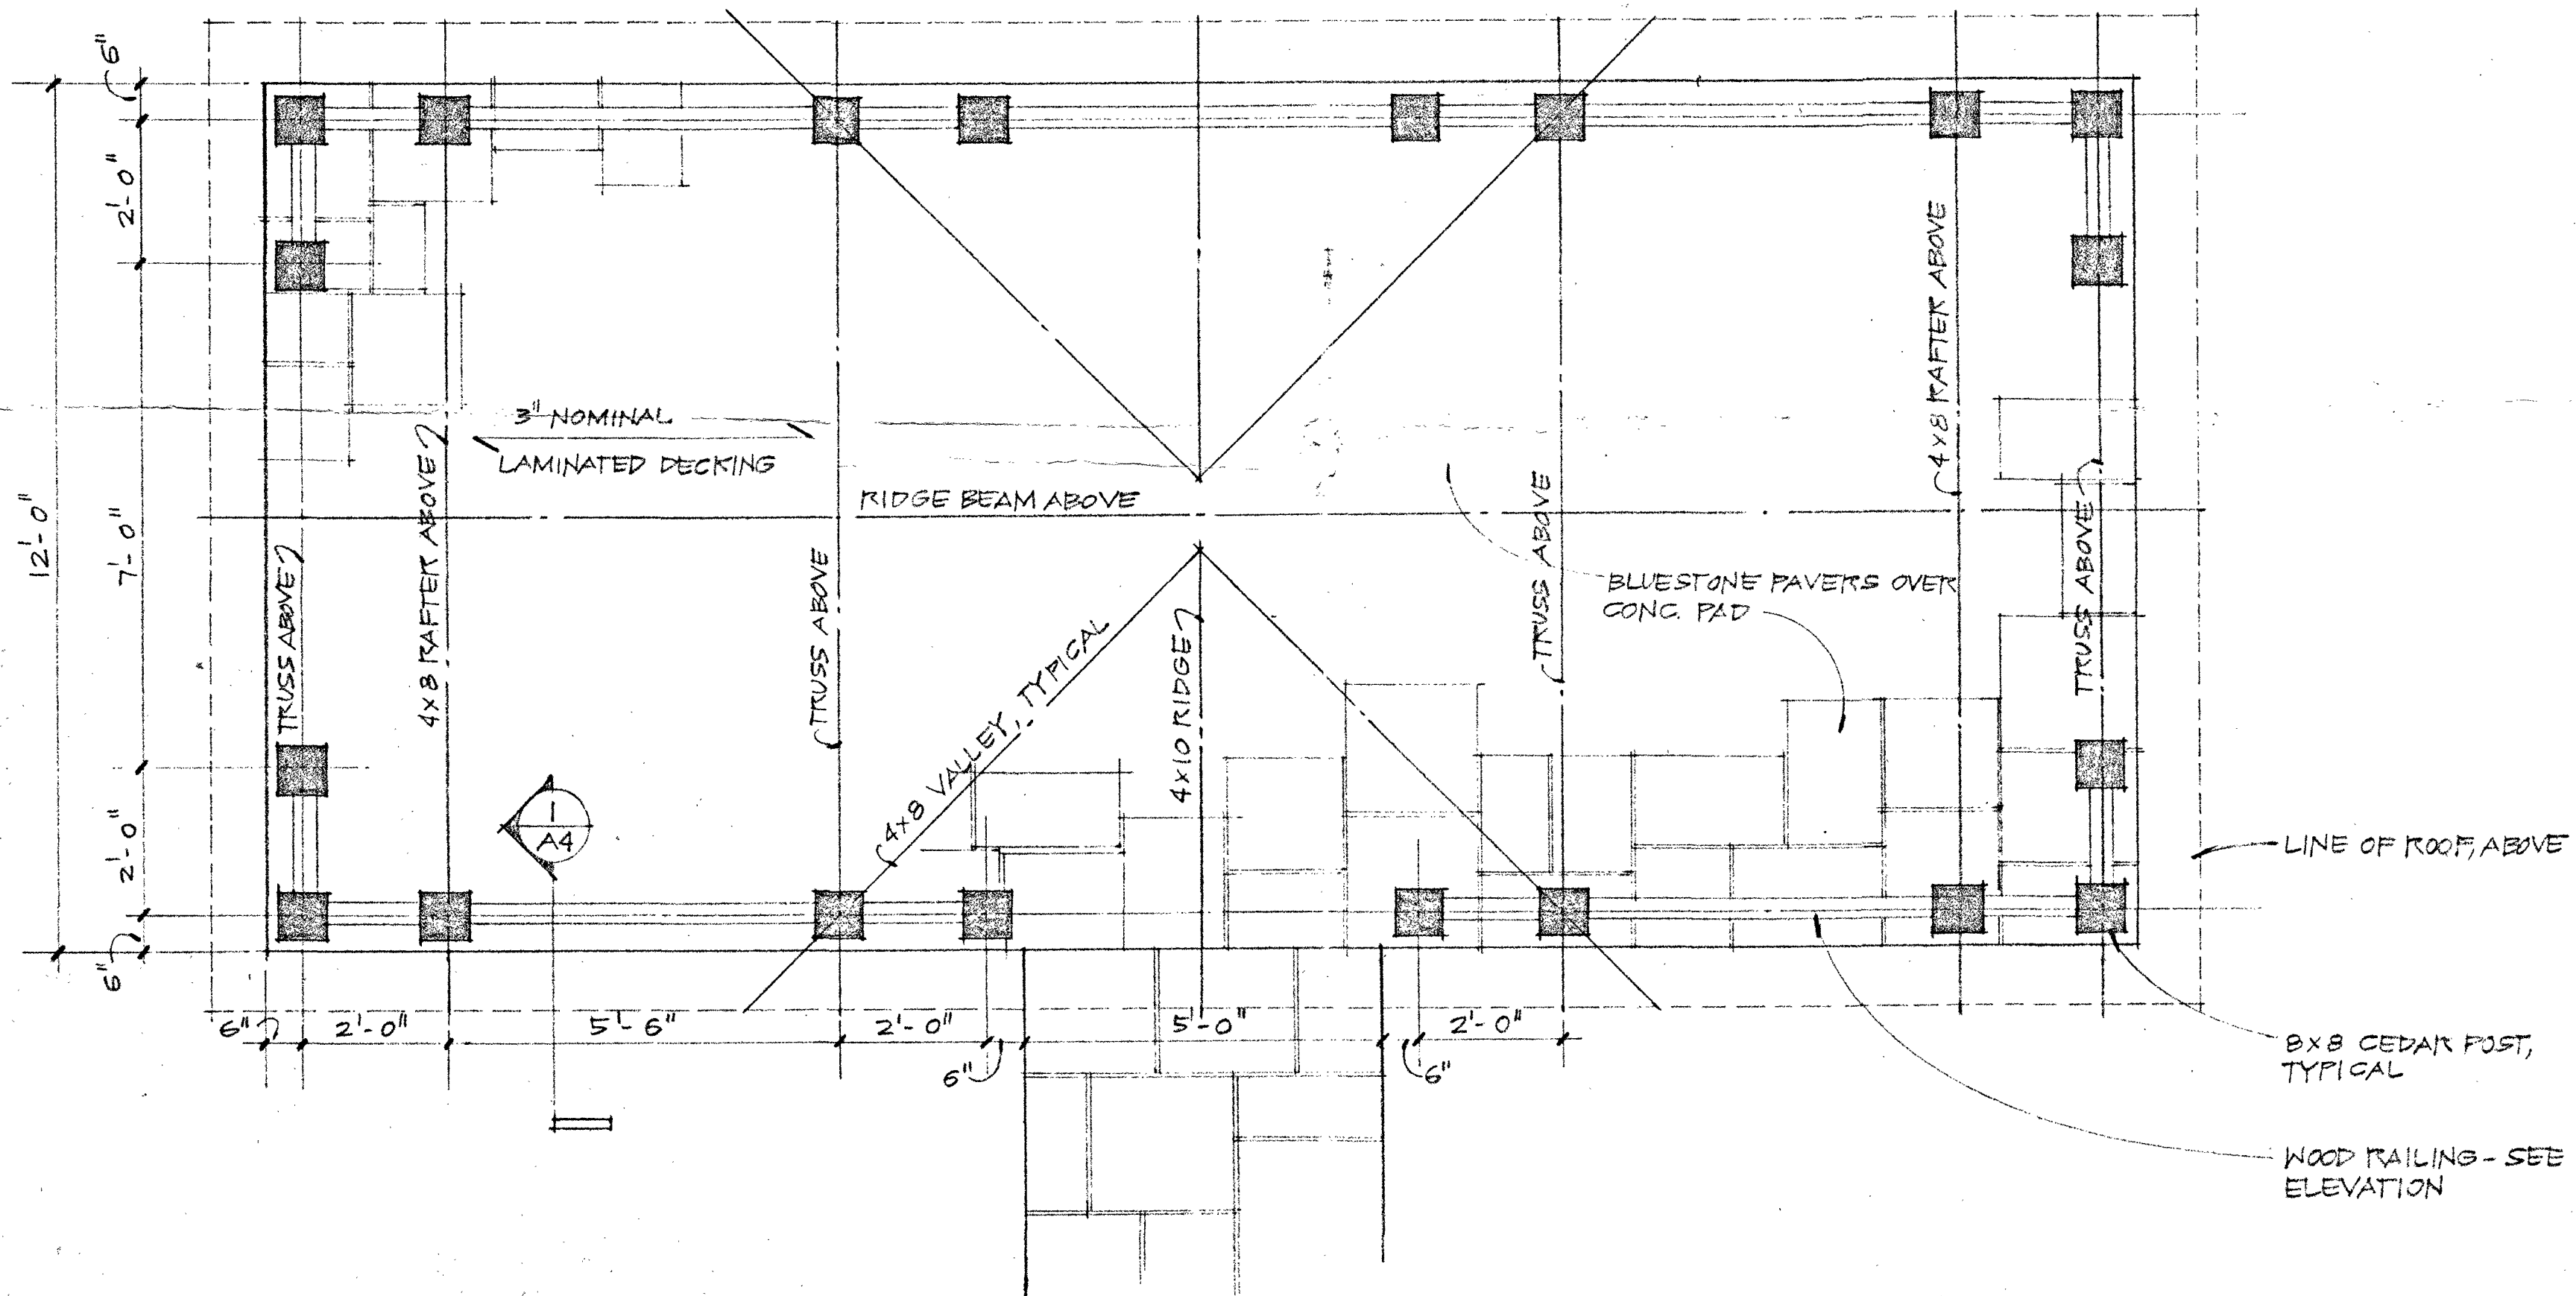 6"
2'-0"
12'-0"
7'-0"
2'-0"
6"
3" NOMINAL
LAMINATED DECKING
RIDGE BEAM ABOVE
TRUSS ABOVE
4x8 RAFTER ABOVE
TRUSS ABOVE
4x8 VALLEY, TYPICAL
4x10 RIDGE
TRUSS ABOVE
4x8 RAFTER ABOVE
TRUSS ABOVE
BLUESTONE PAVERS OVER
CONC. PAD
1
A4
LINE OF ROOF, ABOVE
6"
2'-0"
5'-6"
2'-0"
6"
5'-0"
6"
2'-0"
8x8 CEDAR POST,
TYPICAL
WOOD RAILING - SEE
ELEVATION